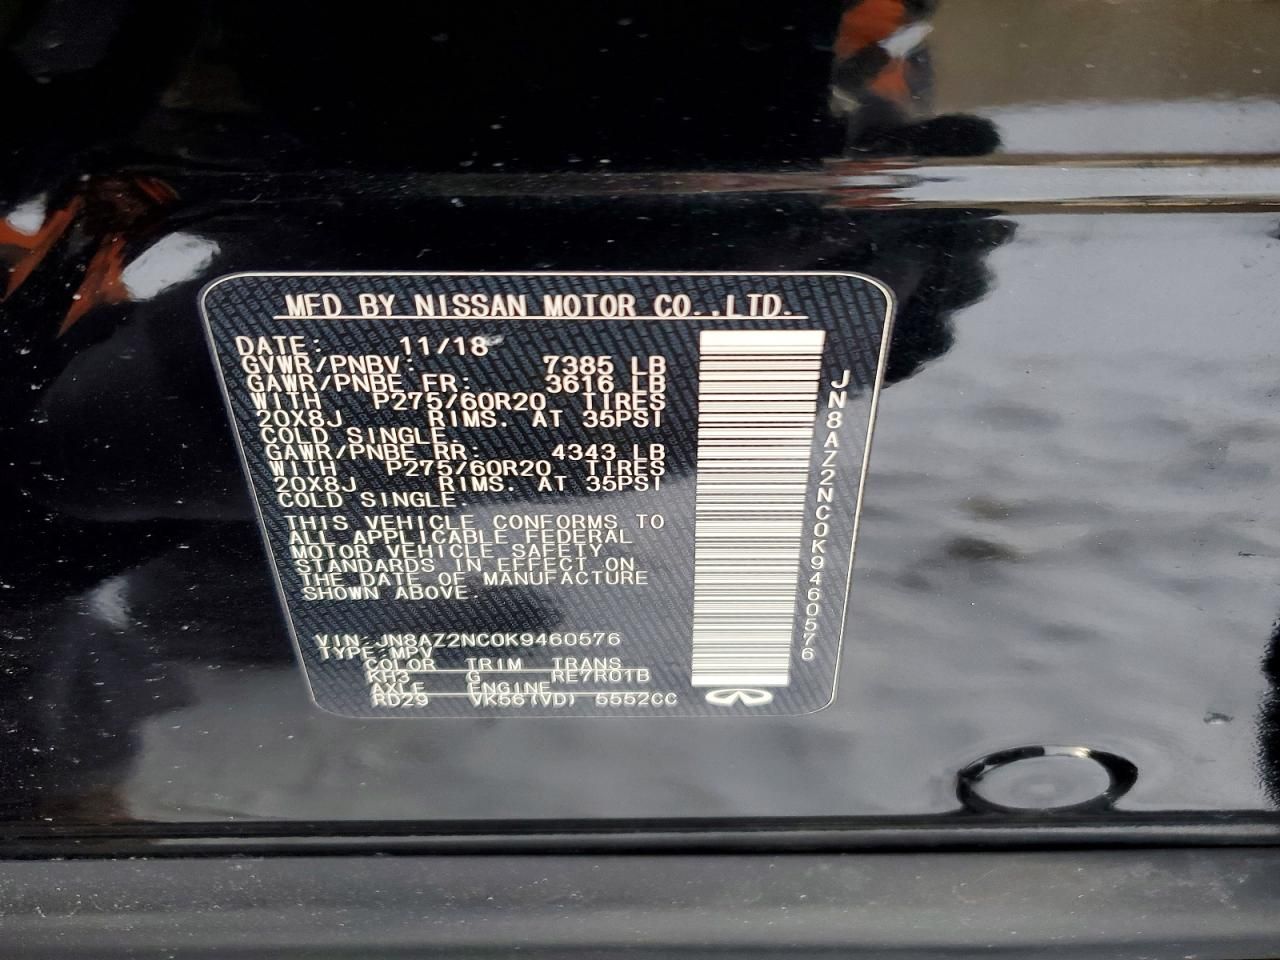 MFD BY NISSAN MOTOR CO.,LTD.
DATE: 11/18
GVWR/PNBV: 7385 LB
GAWR/PNBE FR: 3616 LB
WITH P275/60R20 TIRES
20X8J RIMS. AT 35PSI
COLD SINGLE.
GAWR/PNBE RR: 4343 LB
WITH P275/60R20 TIRES
20X8J RIMS. AT 35PSI
COLD SINGLE.
THIS VEHICLE CONFORMS TO
ALL APPLICABLE FEDERAL
MOTOR VEHICLE SAFETY
STANDARDS IN EFFECT ON
THE DATE OF MANUFACTURE
SHOWN ABOVE.
VIN:JN8AZ2NC0K9460576
TYPE:MPV
COLOR TRIM TRANS
KH3 G RE7R01B
AXLE ENGINE
RD29 VK56(VD) 5552CC
JN8AZ2NC0K9460576